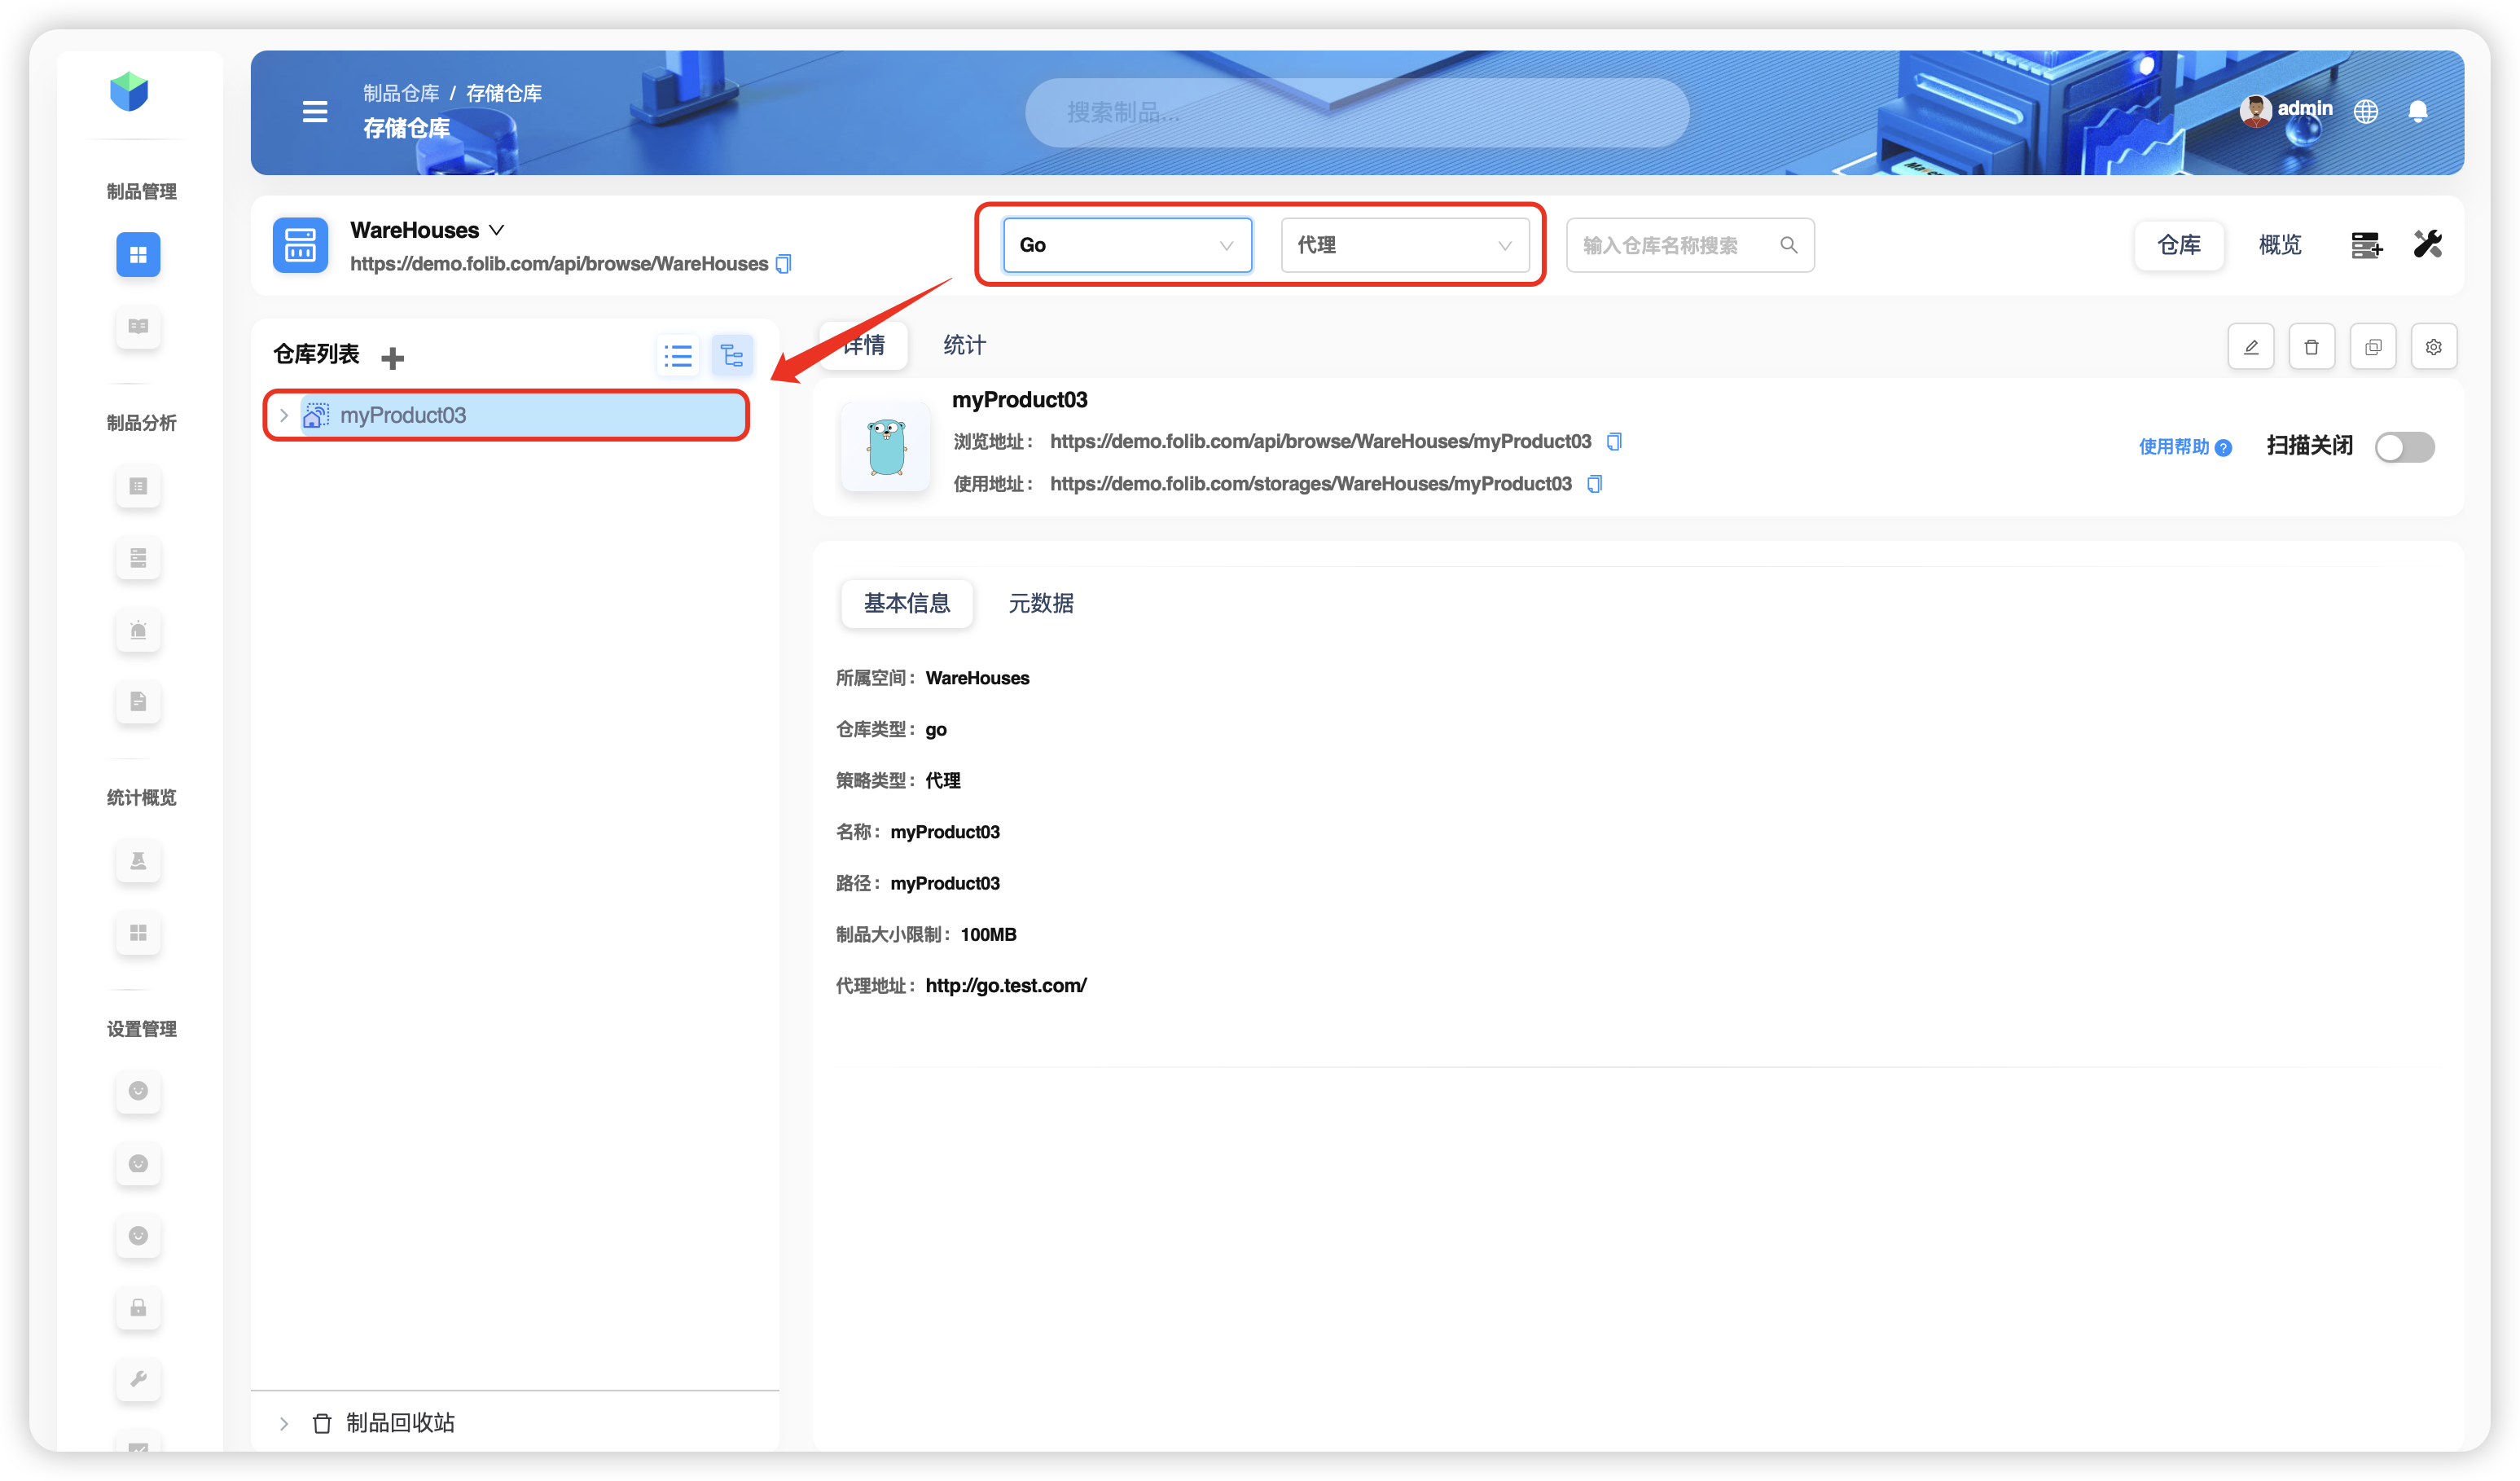 制品仓库 / 存储仓库
存储仓库
搜索制品...
admin
制品管理
制品分析
统计概览
设置管理
WareHouses
https://demo.folib.com/api/browse/WareHouses
Go
代理
输入仓库名称搜索
仓库
概览
仓库列表
myProduct03
制品回收站
详情
统计
myProduct03
浏览地址： https://demo.folib.com/api/browse/WareHouses/myProduct03
使用地址： https://demo.folib.com/storages/WareHouses/myProduct03
使用帮助
扫描关闭
基本信息
元数据
所属空间： WareHouses
仓库类型： go
策略类型： 代理
名称： myProduct03
路径： myProduct03
制品大小限制： 100MB
代理地址： http://go.test.com/